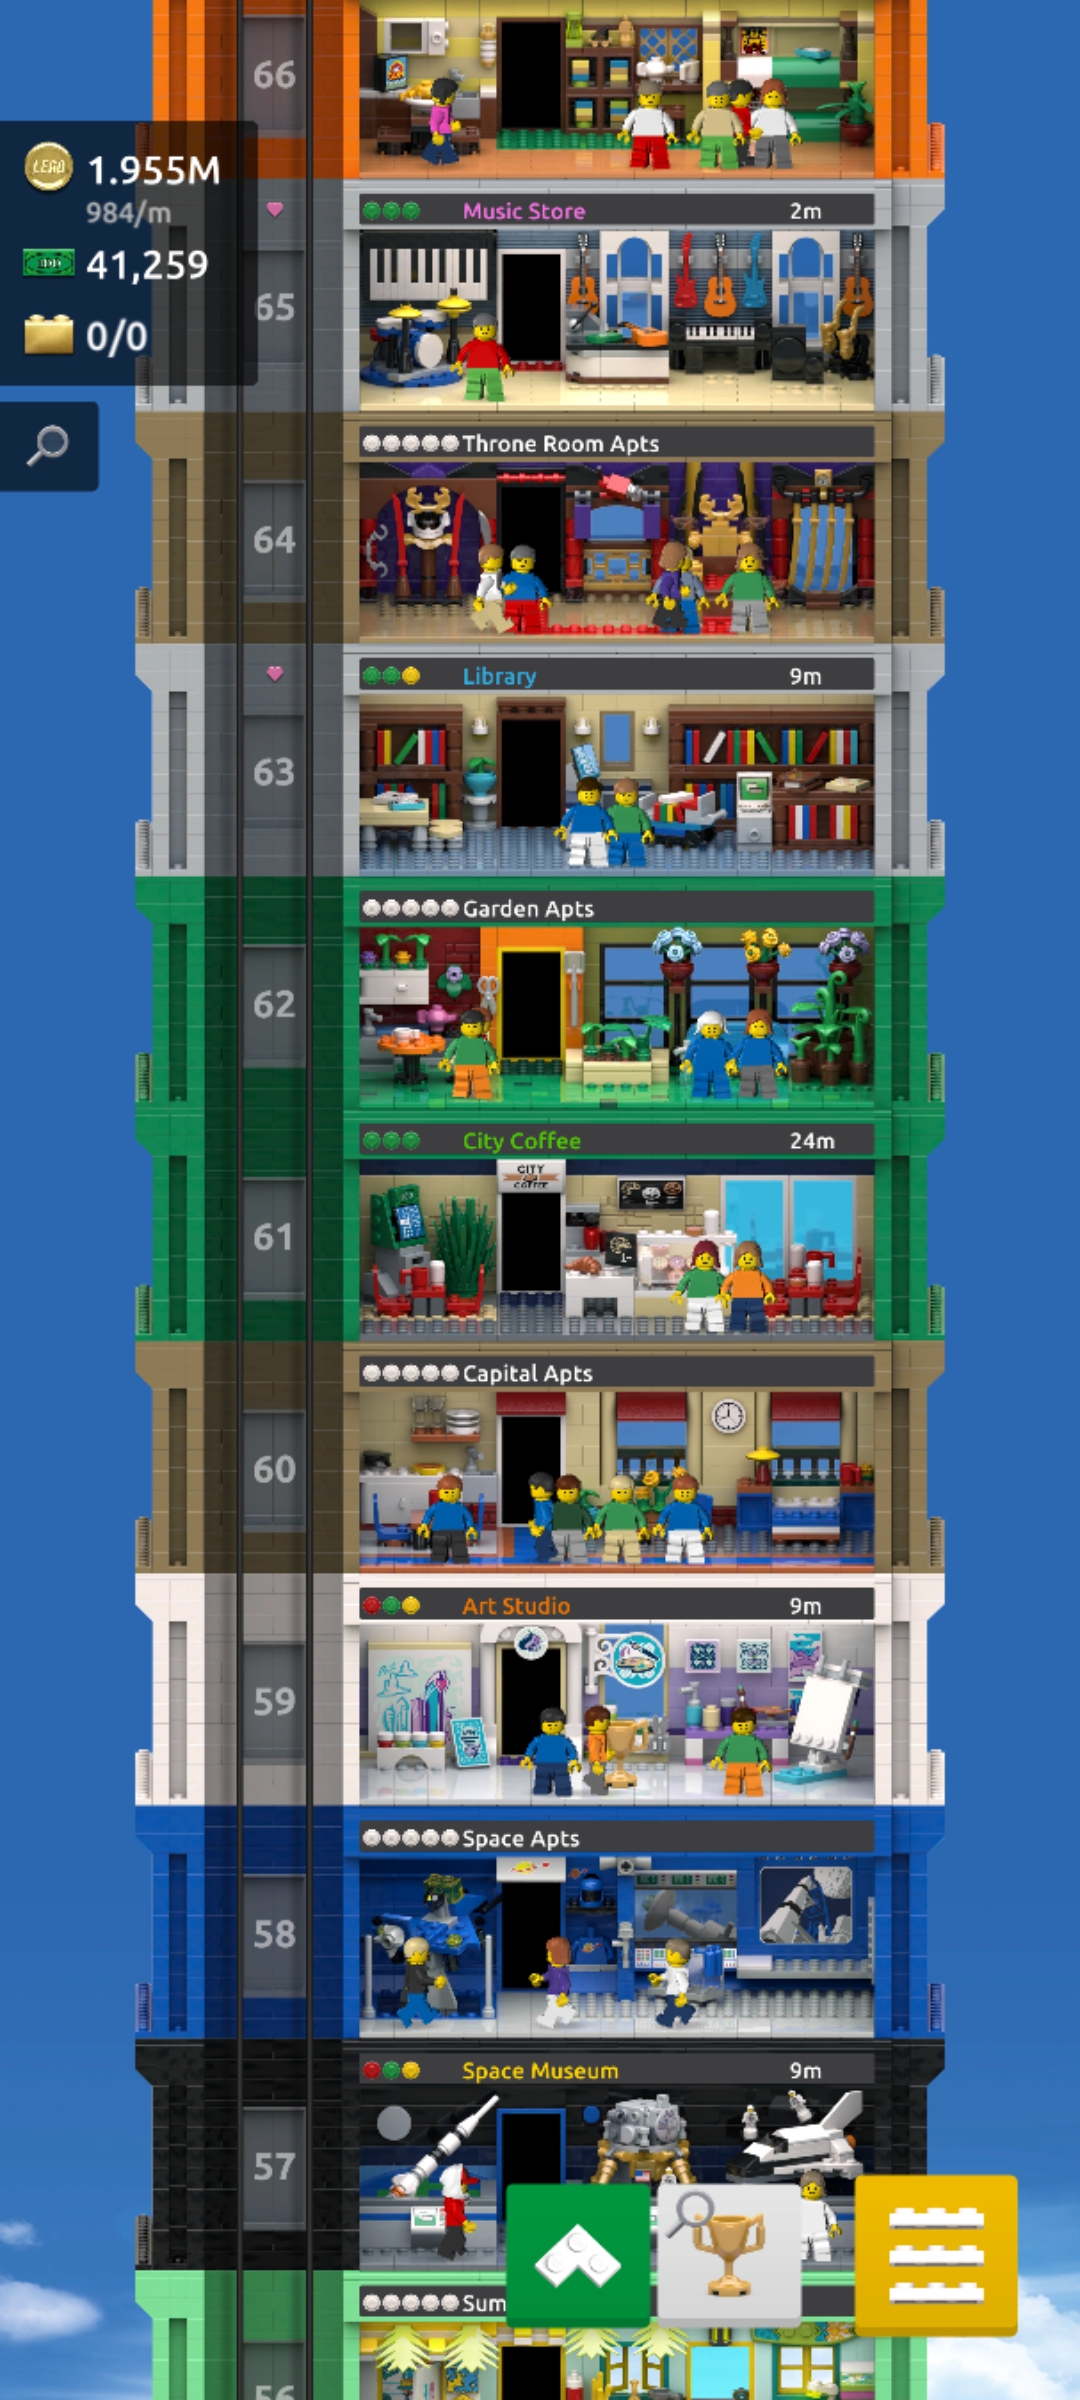 66
LEGO
1.955M
984/m
41,259
0/0
Music Store 2m
65
Throne Room Apts
64
Library 9m
63
Garden Apts
62
City Coffee 24m
CITY
COFFEE
61
Capital Apts
60
Art Studio 9m
59
Space Apts
58
Space Museum 9m
57
Sum
56